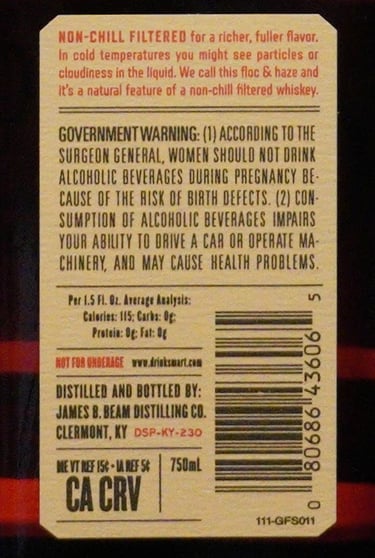 NON-CHILL FILTERED for a richer, fuller flavor.
In cold temperatures you might see particles or
cloudiness in the liquid. We call this floc & haze and
it's a natural feature of a non-chill filtered whiskey.
GOVERNMENT WARNING: (1) ACCORDING TO THE
SURGEON GENERAL, WOMEN SHOULD NOT DRINK
ALCOHOLIC BEVERAGES DURING PREGNANCY BE-
CAUSE OF THE RISK OF BIRTH DEFECTS. (2) CON-
SUMPTION OF ALCOHOLIC BEVERAGES IMPAIRS
YOUR ABILITY TO DRIVE A CAR OR OPERATE MA-
CHINERY, AND MAY CAUSE HEALTH PROBLEMS.
Per 1.5 Fl. Oz. Average Analysis:
Calories: 115; Carbs: 0g;
Protein: 0g; Fat: 0g
NOT FOR UNDERAGE www.drinksmart.com
DISTILLED AND BOTTLED BY:
JAMES B. BEAM DISTILLING CO.
CLERMONT, KY DSP-KY-230
ME VT REF 15¢ • IA REF 5¢
CA CRV
750mL
0 80686 43606 5
111-GFS011